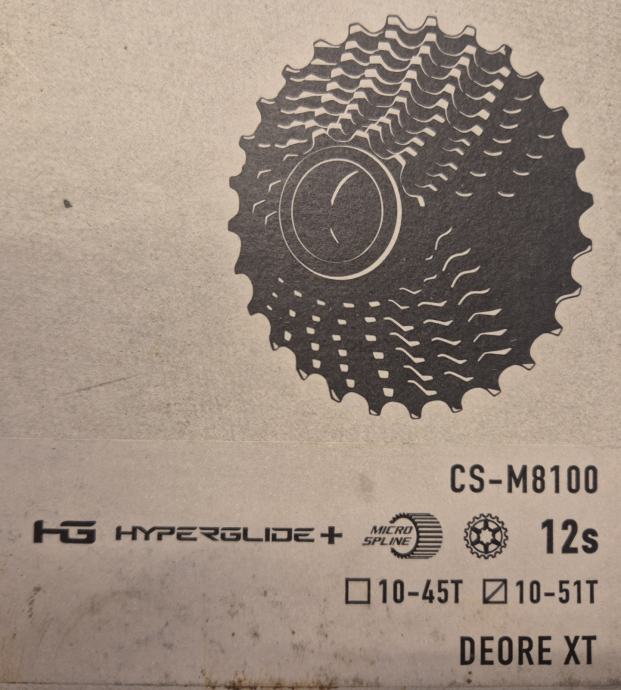 CS-M8100
HG HYPERGLIDE+ MICRO SPLINE 12s
10-45T 10-51T
DEORE XT